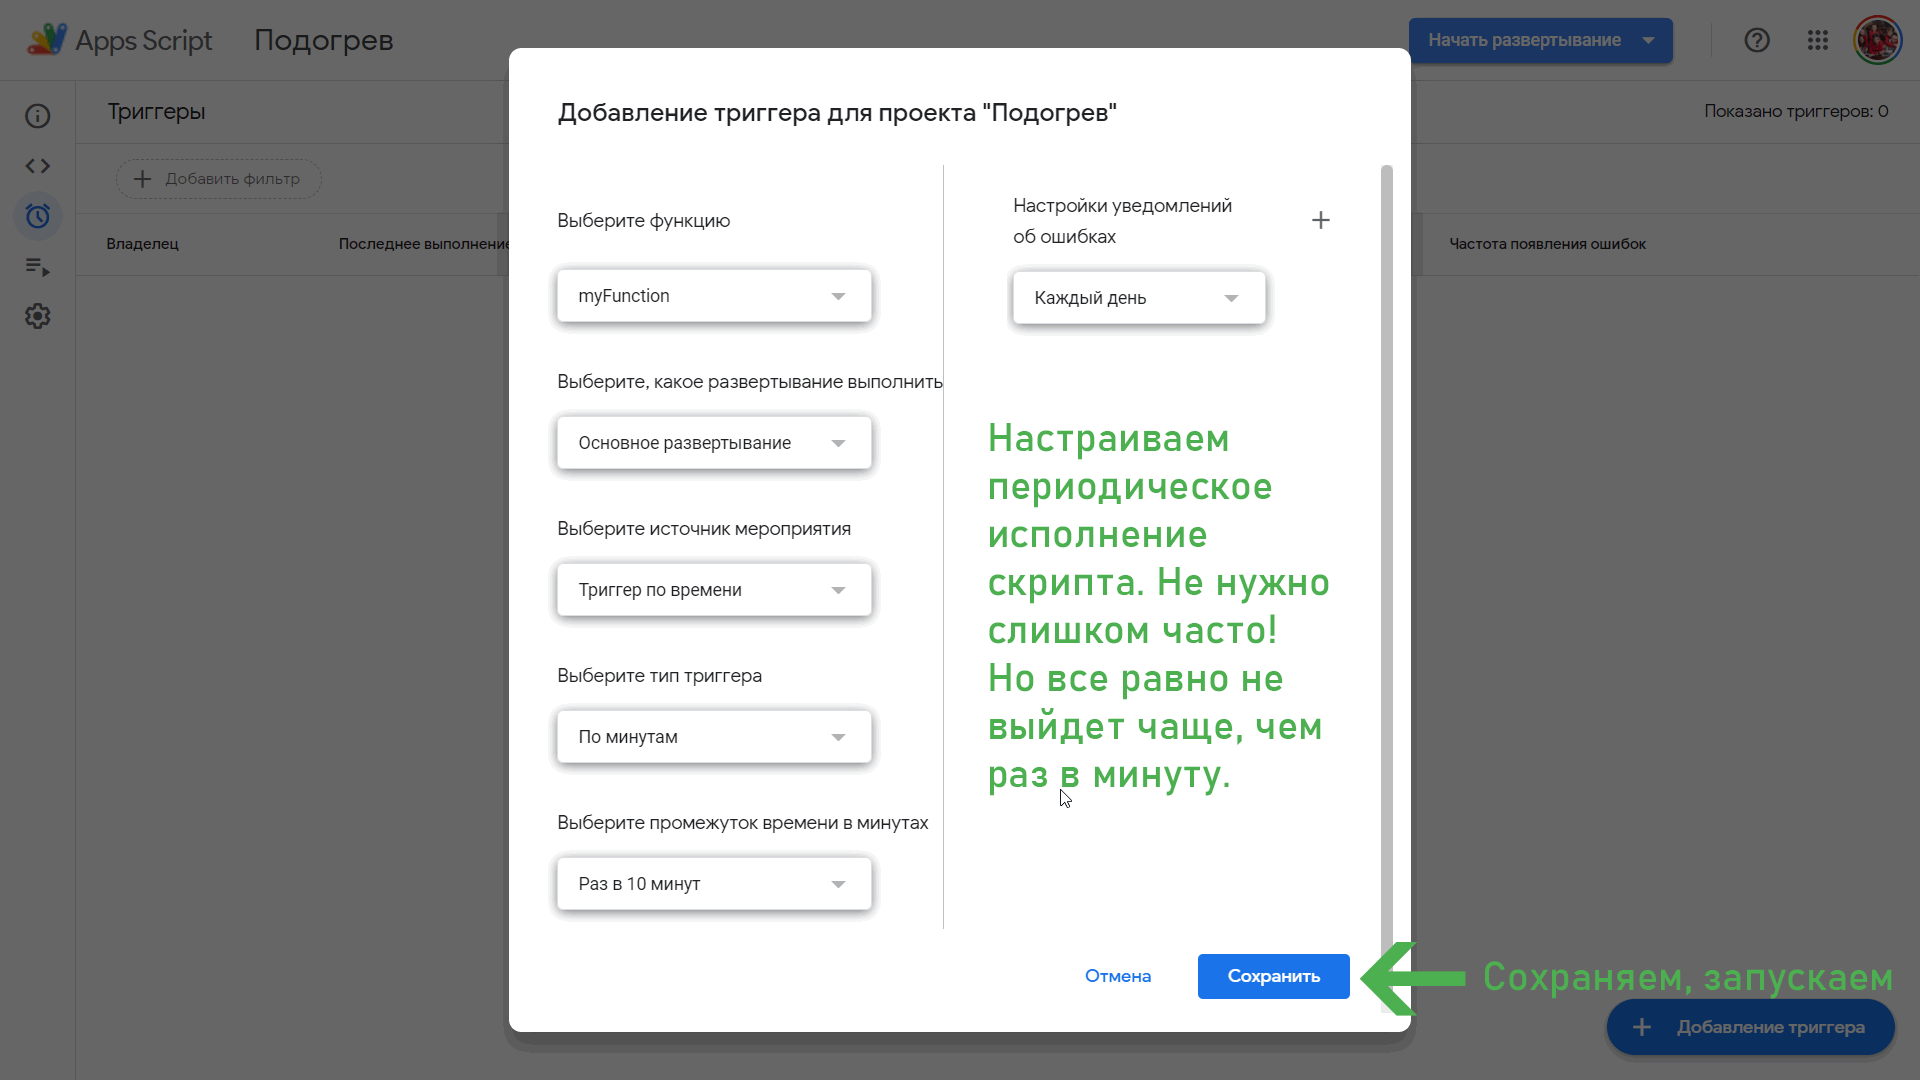 Apps Script
Подогрев
Начать развертывание
Триггеры
Показано триггеров: 0
Добавить фильтр
Владелец
Последнее выполнение
Частота появления ошибок
Добавление триггера для проекта "Подогрев"
Выберите функцию
myFunction
Выберите, какое развертывание выполнить
Основное развертывание
Выберите источник мероприятия
Триггер по времени
Выберите тип триггера
По минутам
Выберите промежуток времени в минутах
Раз в 10 минут
Настройки уведомлений
об ошибках
Каждый день
Настраиваем
периодическое
исполнение
скрипта. Не нужно
слишком часто!
Но все равно не
выйдет чаще, чем
раз в минуту.
Отмена
Сохранить
Сохраняем, запускаем
Добавление триггера